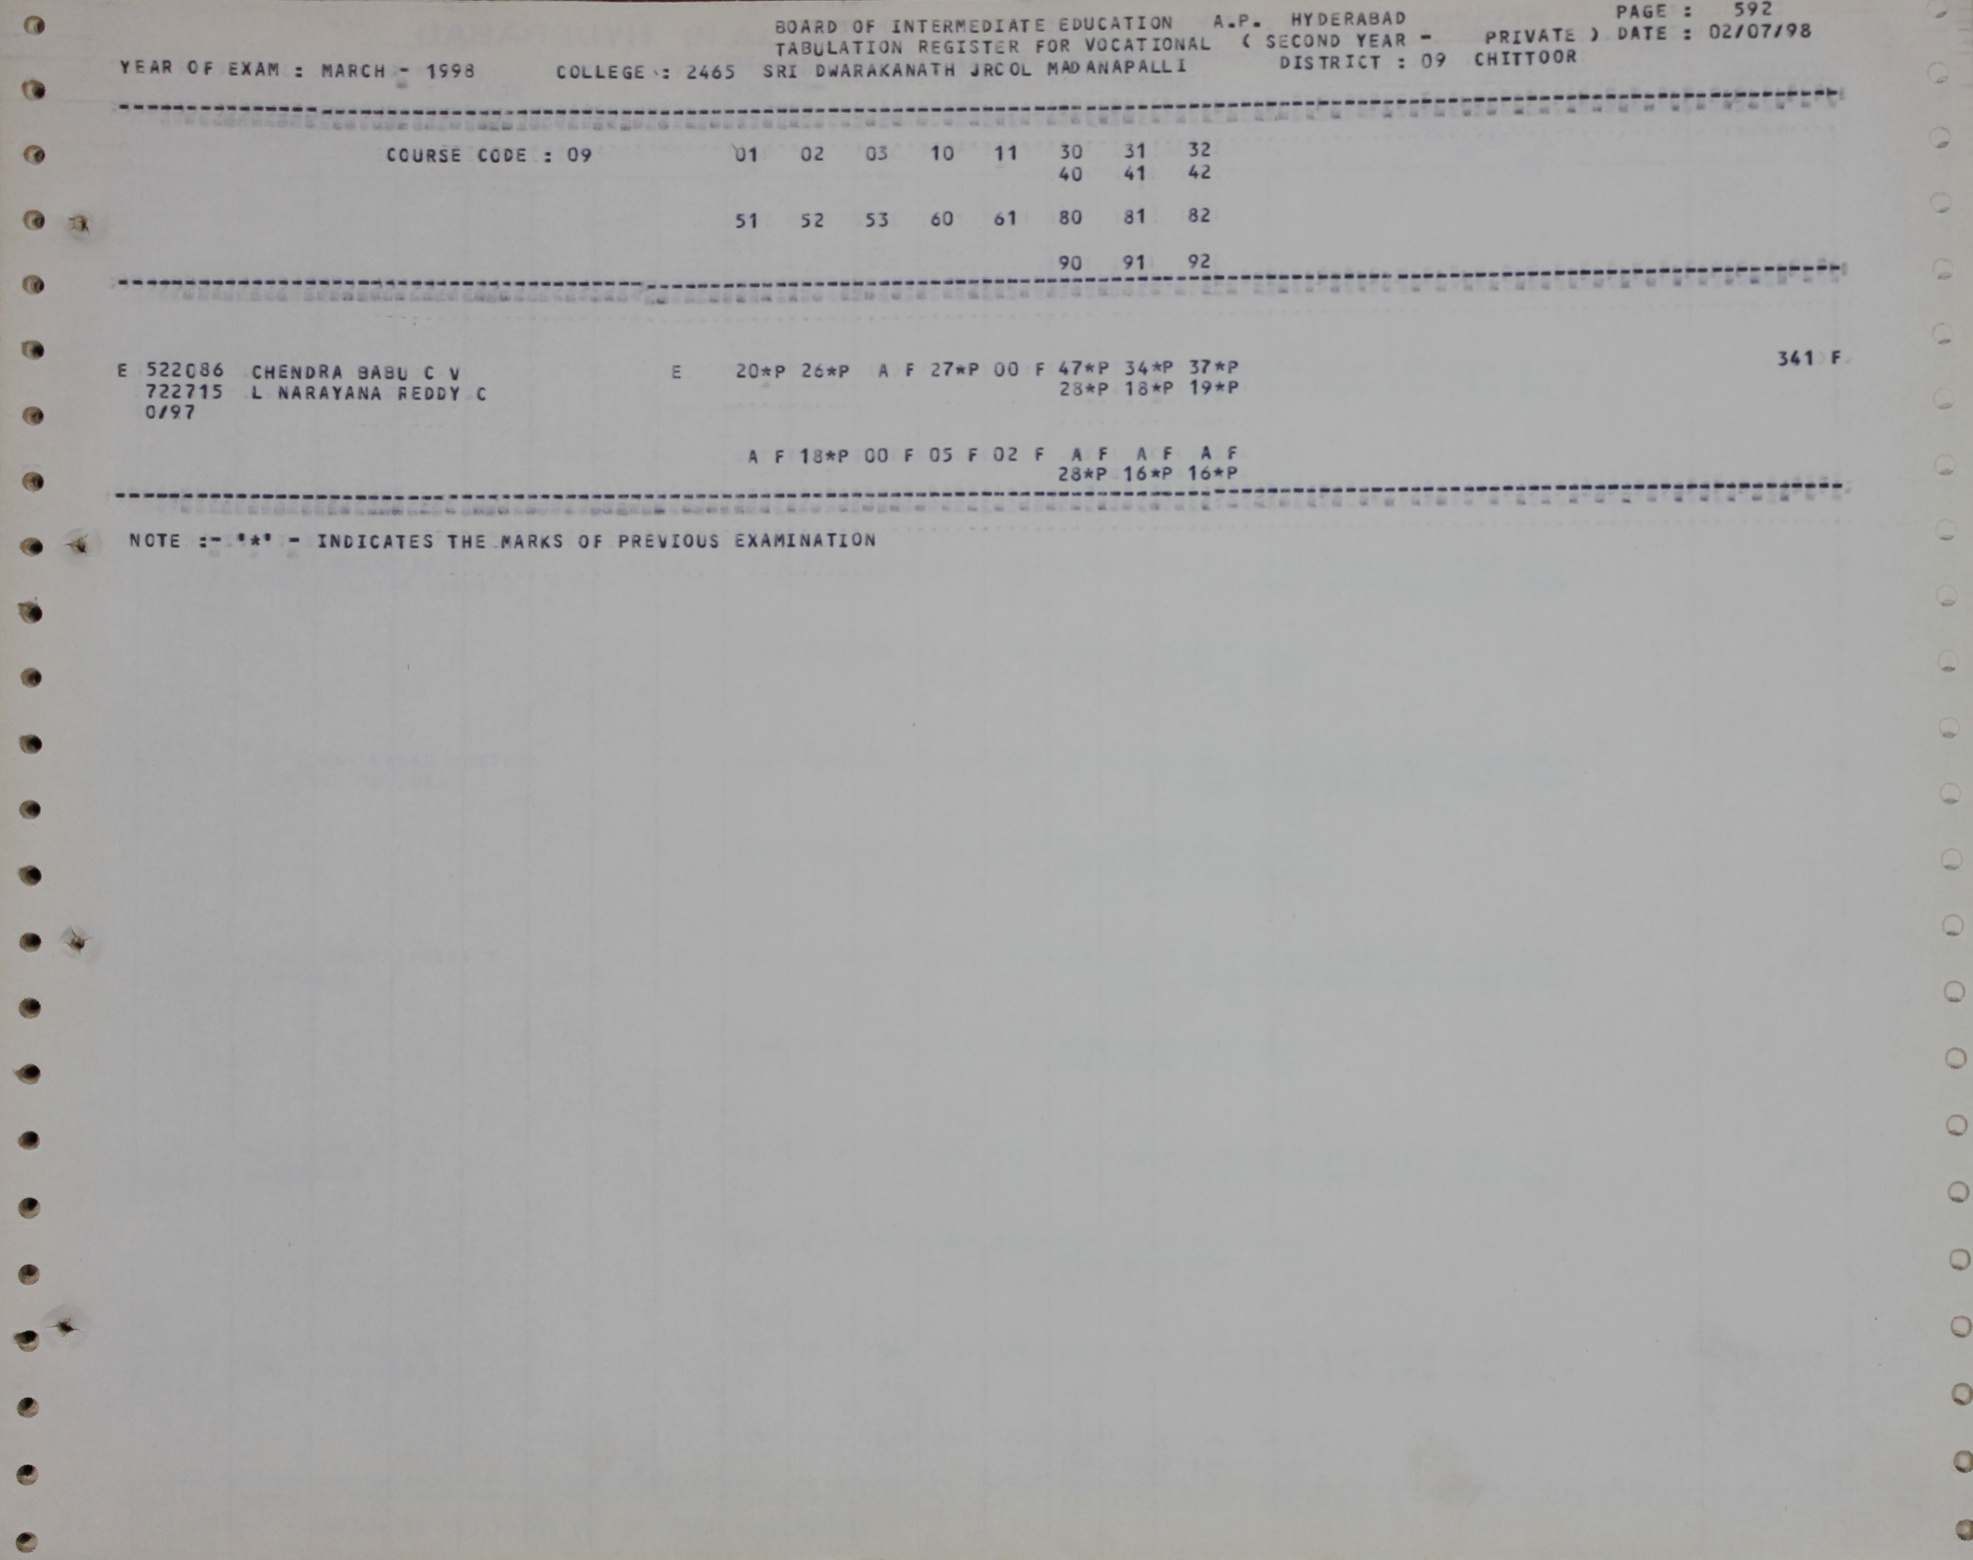 BOARD OF INTERMEDIATE EDUCATION A.P. HYDERABAD PAGE : 592
TABULATION REGISTER FOR VOCATIONAL ( SECOND YEAR - PRIVATE ) DATE : 02/07/98
YEAR OF EXAM : MARCH - 1998 COLLEGE : 2465 SRI DWARAKANATH JRCOL MADANAPALLI DISTRICT : 09 CHITTOOR
COURSE CODE : 09 01 02 03 10 11 30 31 32
40 41 42
51 52 53 60 61 80 81 82
90 91 92
E 522086 CHENDRA BABU C V E 20*P 26*P A F 27*P 00 F 47*P 34*P 37*P 341 F
722715 L NARAYANA REDDY C 28*P 18*P 19*P
0/97
A F 18*P 00 F 05 F 02 F A F A F A F
28*P 16*P 16*P
NOTE :- '*' - INDICATES THE MARKS OF PREVIOUS EXAMINATION